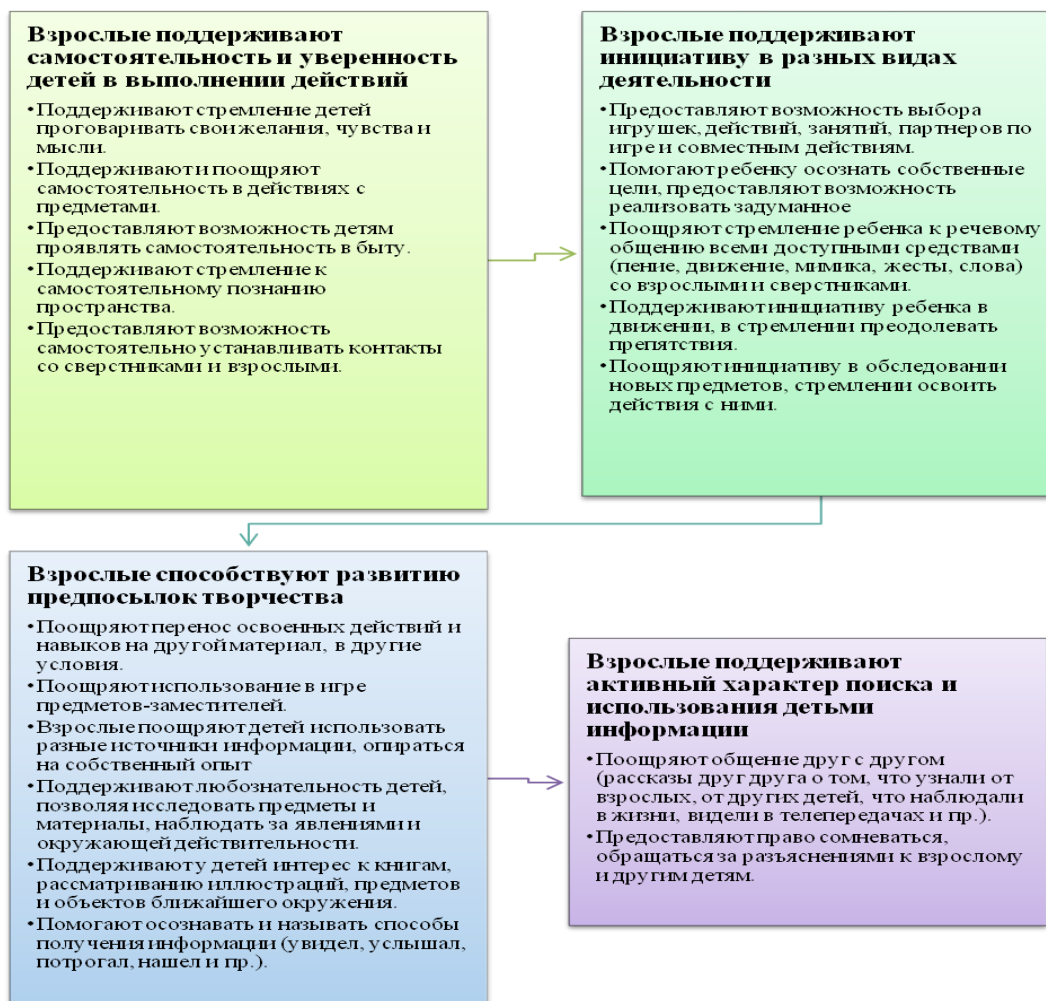 Взрослые поддерживают
самостоятельность и уверенность
детей в выполнении действий
•Поддерживают стремление детей
проговаривать свои желания, чувства и
мысли.
•Поддерживают и поощряют
самостоятельность в действиях с
предметами.
•Предоставляют возможность детям
проявлять самостоятельность в быту.
•Поддерживают стремление к
самостоятельному познанию
пространства.
•Предоставляют возможность
самостоятельно устанавливать контакты
со сверстниками и взрослыми.
Взрослые поддерживают
инициативу в разных видах
деятельности
•Предоставляют возможность выбора
игрушек, действий, занятий, партнеров по
игре и совместным действиям.
•Помогают ребенку осознать собственные
цели, предоставляют возможность
реализовать задуманное
•Поощряют стремление ребенка к речевому
общению всеми доступными средствами
(пение, движение, мимика, жесты, слова)
со взрослыми и сверстниками.
•Поддерживают инициативу ребенка в
движении, в стремлении преодолевать
препятствия.
•Поощряют инициативу в обследовании
новых предметов, стремлении освоить
действия с ними.
Взрослые способствуют развитию
предпосылок творчества
•Поощряют перенос освоенных действий и
навыков на другой материал, в другие
условия.
•Поощряют использование в игре
предметов-заместителей.
•Взрослые поощряют детей использовать
разные источники информации, опираться
на собственный опыт
•Поддерживают любознательность детей,
позволяя исследовать предметы и
материалы, наблюдать за явлениями и
окружающей действительности.
•Поддерживают у детей интерес к книгам,
рассматриванию иллюстраций, предметов
и объектов ближайшего окружения.
•Помогают осознавать и называть способы
получения информации (увидел, услышал,
потрогал, нашел и пр.).
Взрослые поддерживают
активный характер поиска и
использования детьми
информации
•Поощряют общение друг с другом
(рассказы друг друга о том, что узнали от
взрослых, от других детей, что наблюдали
в жизни, видели в телепередачах и пр.).
•Предоставляют право сомневаться,
обращаться за разъяснениями к взрослому
и другим детям.